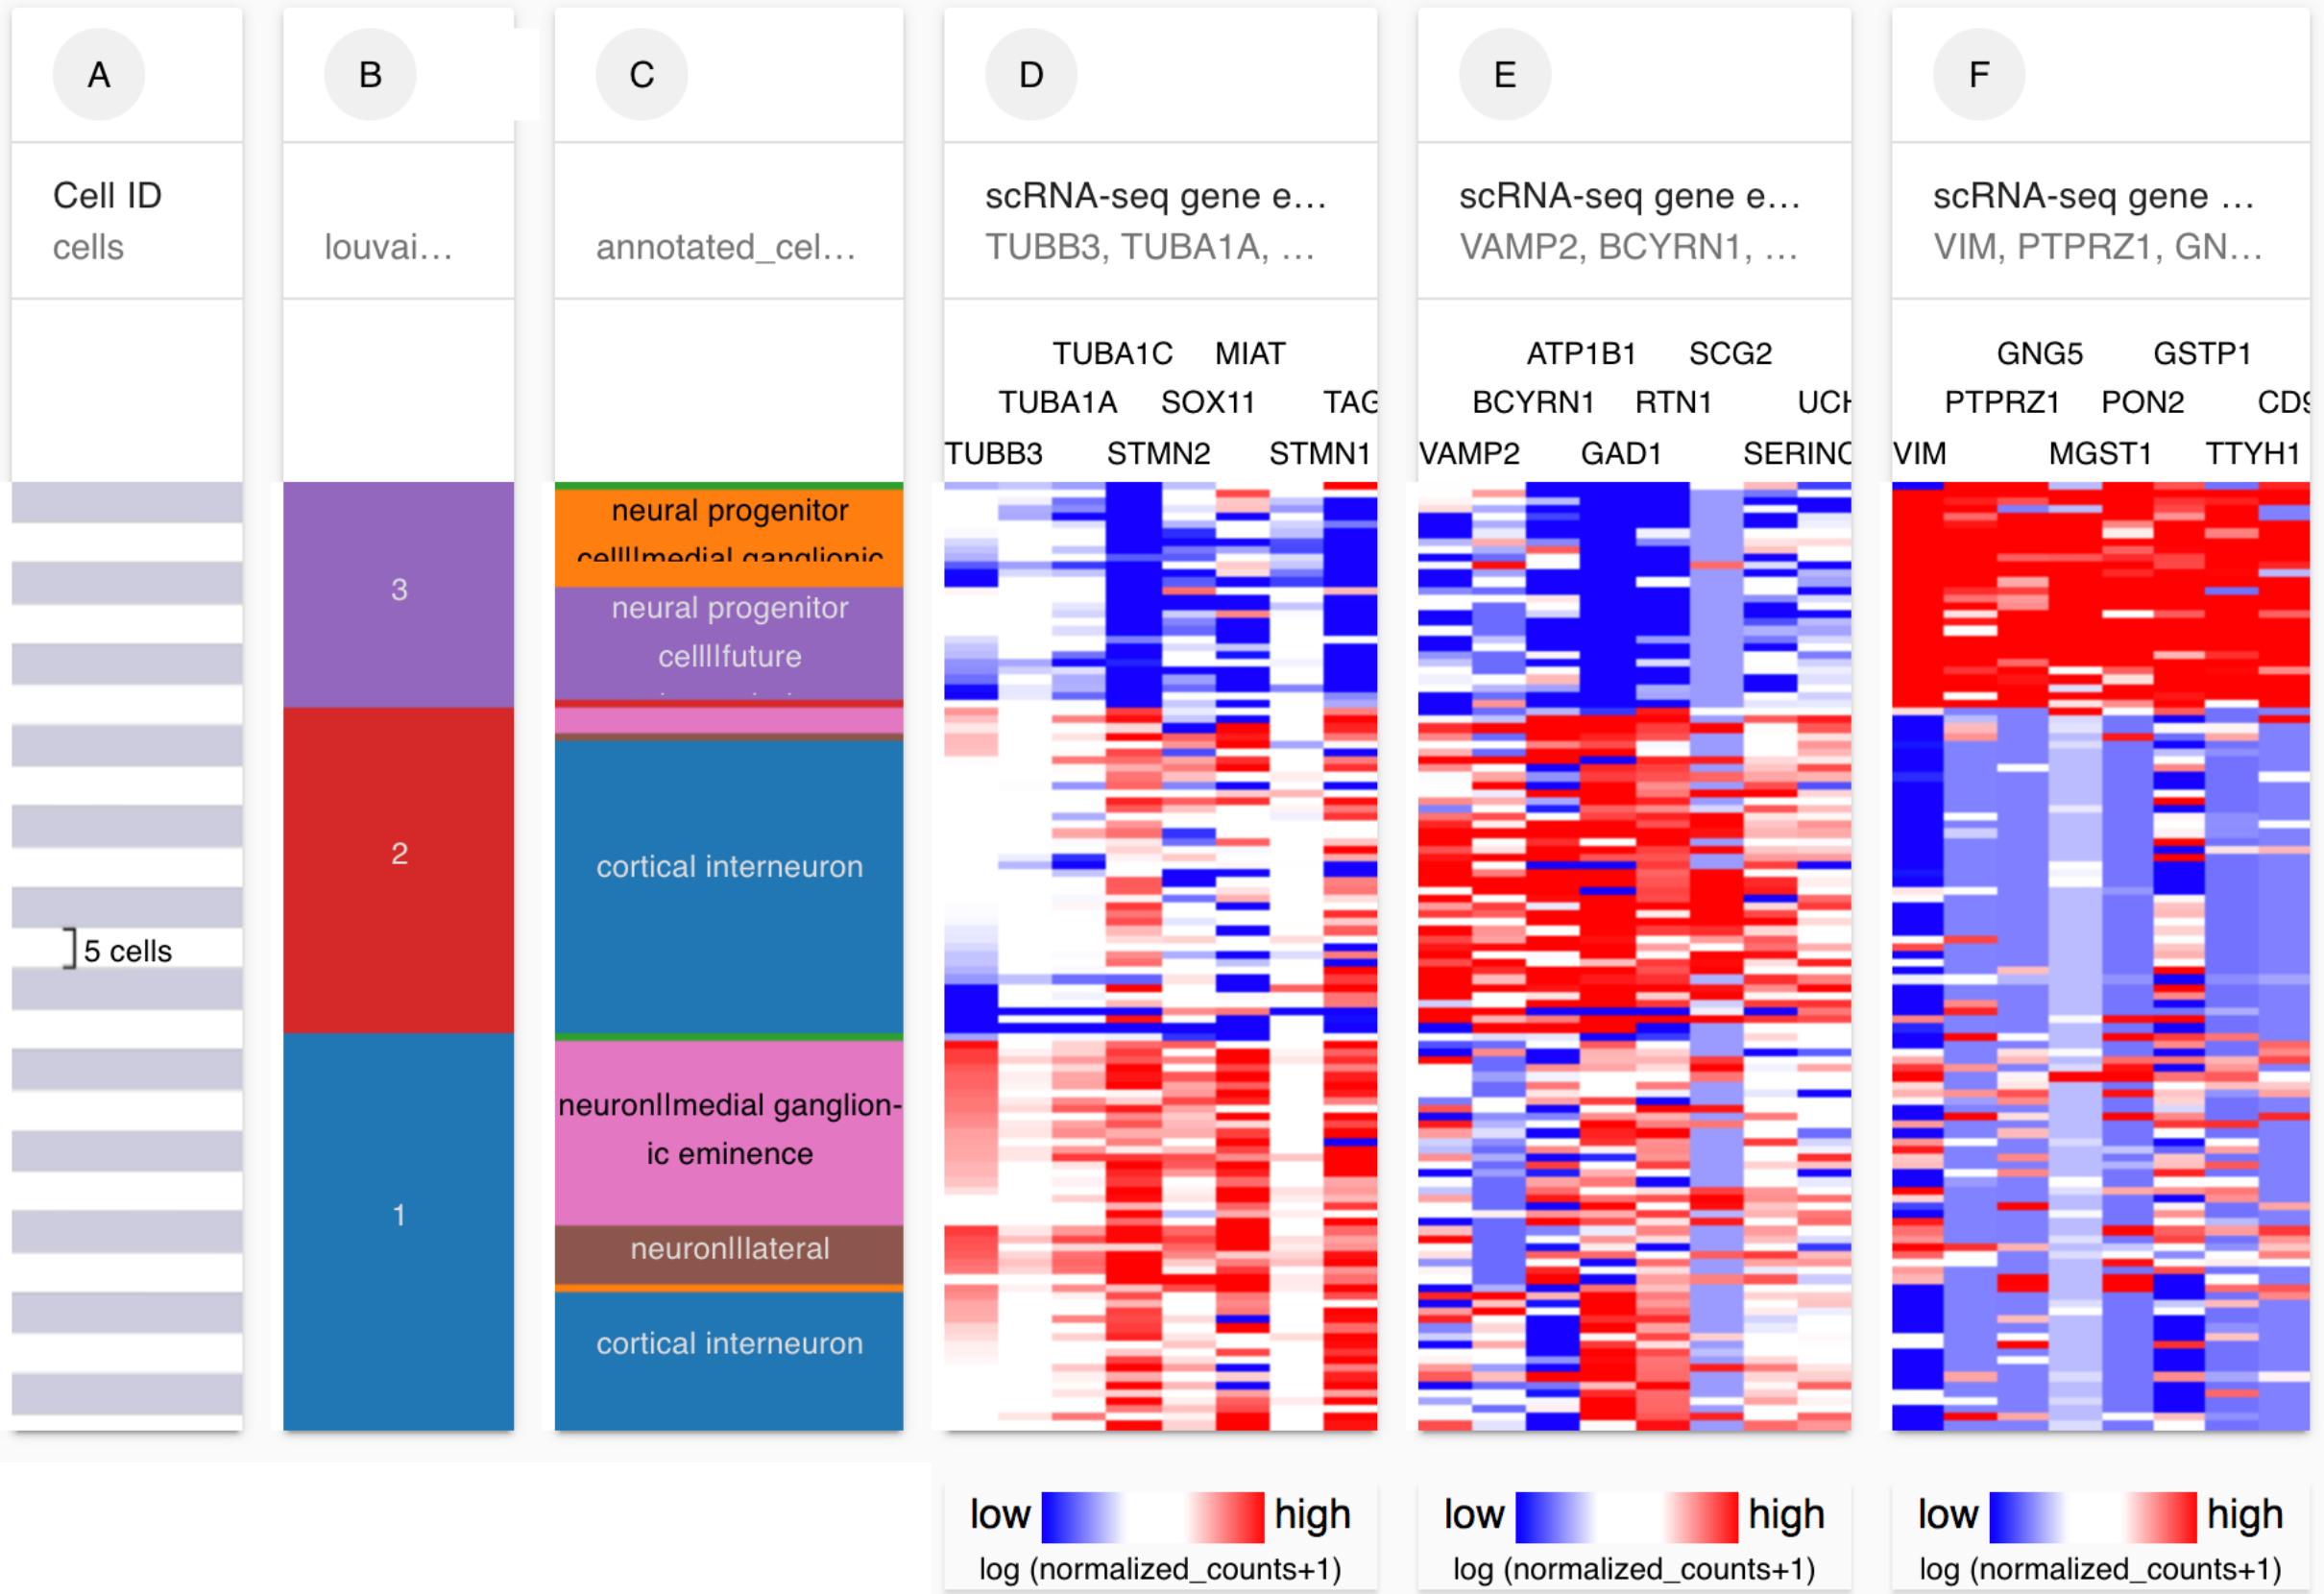 A
B
C
D
E
F
Cell ID
cells
louvai...
annotated_cel...
scRNA-seq gene e...
TUBB3, TUBA1A, ...
scRNA-seq gene e...
VAMP2, BCYRN1, ...
scRNA-seq gene ...
VIM, PTPRZ1, GN...
TUBA1C MIAT
TUBA1A SOX11 TAG
TUBB3 STMN2 STMN1
ATP1B1 SCG2
BCYRN1 RTN1 UCH
VAMP2 GAD1 SERINC
GNG5 GSTP1
PTPRZ1 PON2 CD9
VIM MGST1 TTYH1
5 cells
3
2
1
neural progenitor
cell||medial ganglionic
neural progenitor
cell||future
cortical interneuron
neuron||medial ganglion-
ic eminence
neuron||lateral
cortical interneuron
low high
log (normalized_counts+1)
low high
log (normalized_counts+1)
low high
log (normalized_counts+1)